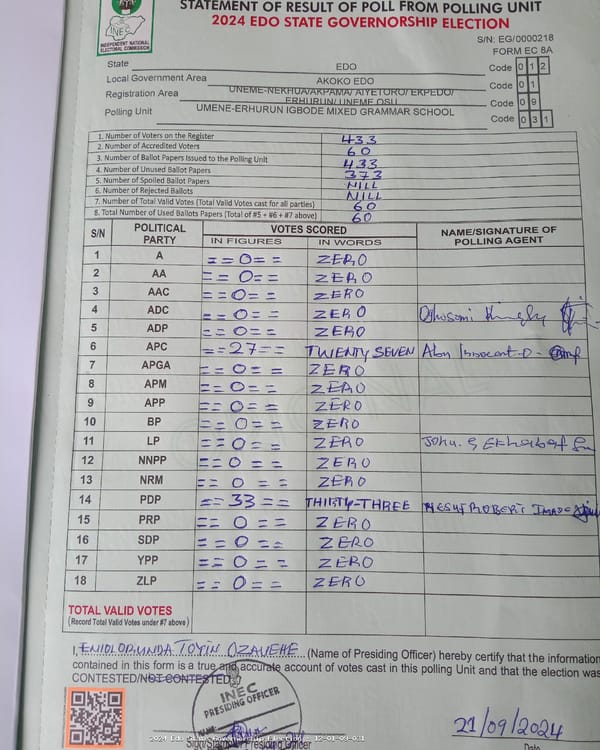 STATEMENT OF RESULT OF POLL FROM POLLING UNIT
2024 EDO STATE GOVERNORSHIP ELECTION
INEC
INDEPENDENT NATIONAL ELECTORAL COMMISSION
S/N: EG/0000218
FORM EC 8A
State EDO Code 0 1 2
Local Government Area AKOKO EDO Code 0 1
Registration Area UNEME-NEKHUA/AKPAMA/ AIYETORO/ EKPEDO/ ERHURUN/ UNEME OSU Code 0 9
Polling Unit UMENE-ERHURUN IGBODE MIXED GRAMMAR SCHOOL Code 0 3 1
1. Number of Voters on the Register 433
2. Number of Accredited Voters 60
3. Number of Ballot Papers Issued to the Polling Unit 433
4. Number of Unused Ballot Papers 373
5. Number of Spoiled Ballot Papers NILL
6. Number of Rejected Ballots NILL
7. Number of Total Valid Votes (Total Valid Votes cast for all parties) 60
8. Total Number of Used Ballots Papers (Total of #5 + #6 + #7 above) 60
S/N POLITICAL PARTY VOTES SCORED NAME/SIGNATURE OF POLLING AGENT
IN FIGURES IN WORDS
1 A ==0== ZERO
2 AA ==0== ZERO
3 AAC ==0== ZERO
4 ADC ==0== ZERO
5 ADP ==0== ZERO
6 APC ==27== TWENTY SEVEN Abu Innocent O-
7 APGA ==0== ZERO
8 APM ==0== ZERO
9 APP ==0== ZERO
10 BP ==0== ZERO
11 LP ==0== ZERO John. E
12 NNPP ==0== ZERO
13 NRM ==0== ZERO
14 PDP ==33== THIRTY-THREE ROBERT
15 PRP ==0== ZERO
16 SDP ==0== ZERO
17 YPP ==0== ZERO
18 ZLP ==0== ZERO
TOTAL VALID VOTES
(Record Total Valid Votes under #7 above)
I, ENIOLORUNDA TOYIN OZAVEHE (Name of Presiding Officer) hereby certify that the information
contained in this form is a true and accurate account of votes cast in this polling Unit and that the election was
CONTESTED/NOT CONTESTED.
INEC
PRESIDING OFFICER
2024 Edo State Governorship Election - 12-01-09-031
Sign/Stamp of Presiding Officer
21/09/2024
Date